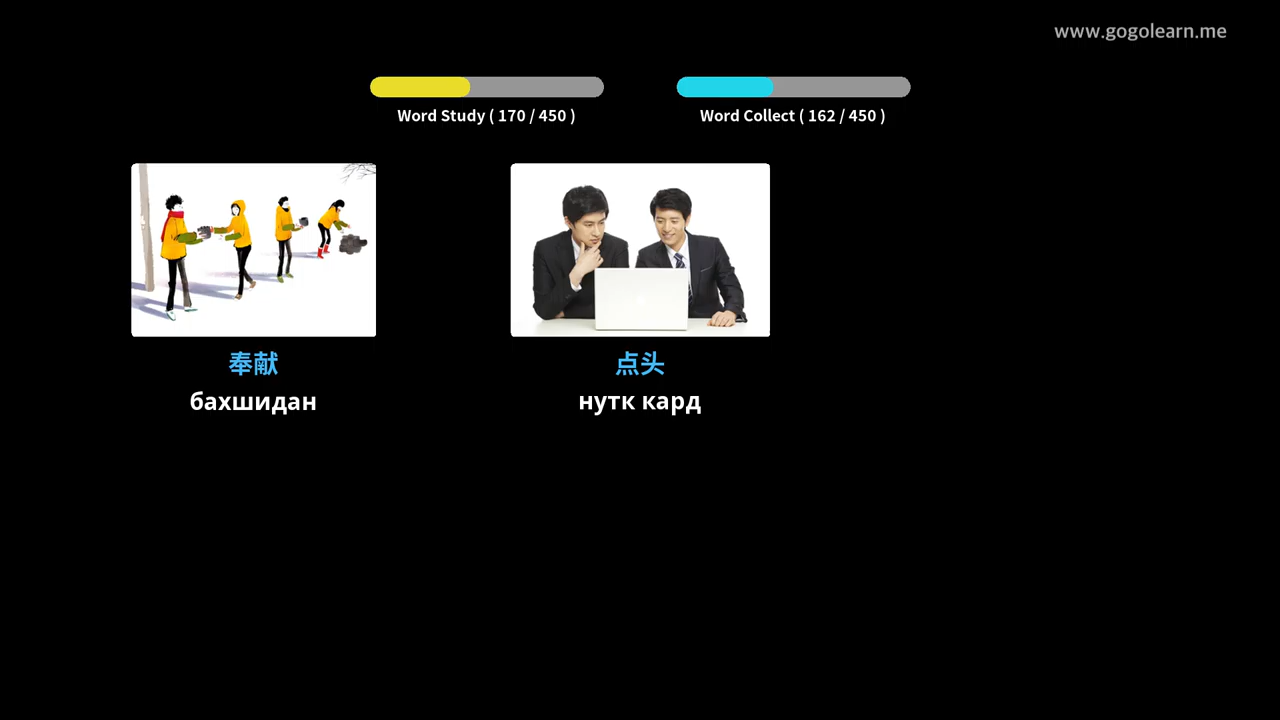 www.gogolearn.me
Word Study ( 170 / 450 )
Word Collect ( 162 / 450 )
奉献
бахшидан
点头
нутк кард